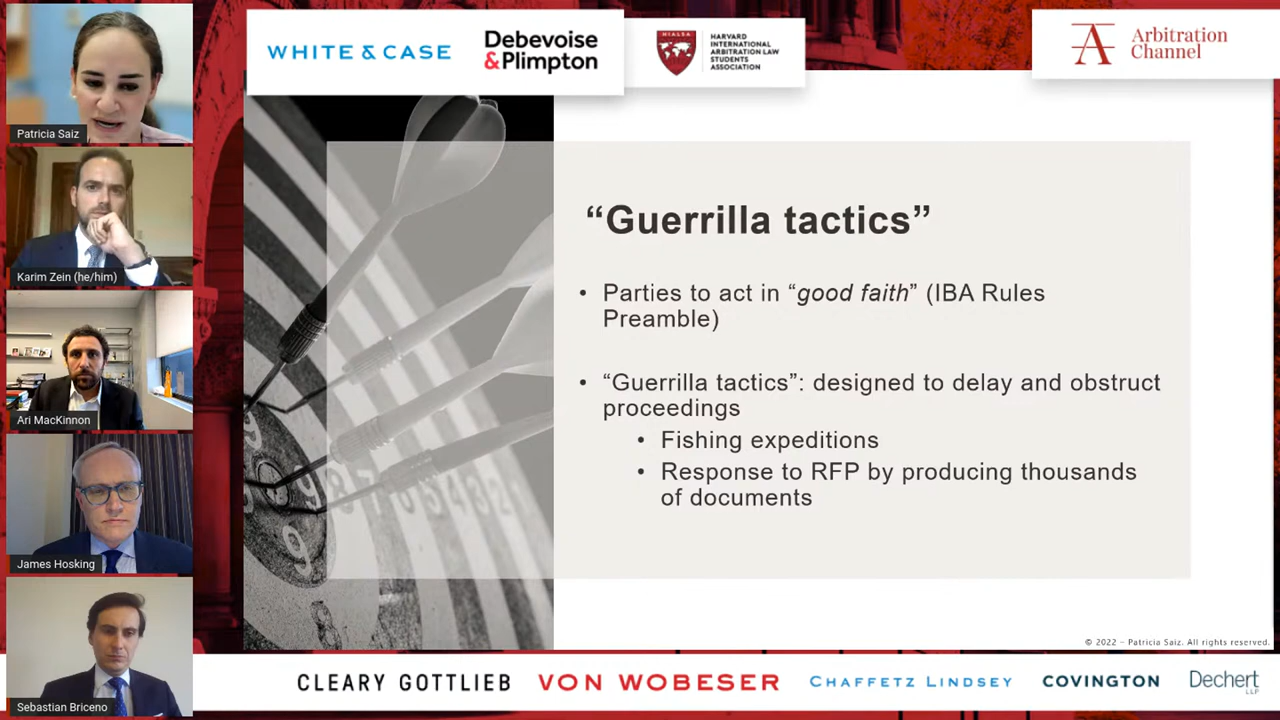 WHITE & CASE
Debevoise
&Plimpton
HIALSA
HARVARD
INTERNATIONAL
ARBITRATION LAW
STUDENTS
ASSOCIATION
Arbitration
Channel
Patricia Saiz
Karim Zein (he/him)
Ari MacKinnon
James Hosking
Sebastian Briceno
“Guerrilla tactics”
• Parties to act in “good faith” (IBA Rules
Preamble)
• “Guerrilla tactics”: designed to delay and obstruct
proceedings
• Fishing expeditions
• Response to RFP by producing thousands
of documents
© 2022 – Patricia Saiz. All rights reserved.
CLEARY GOTTLIEB
VON WOBESER
CHAFFETZ LINDSEY
COVINGTON
Dechert
LLP